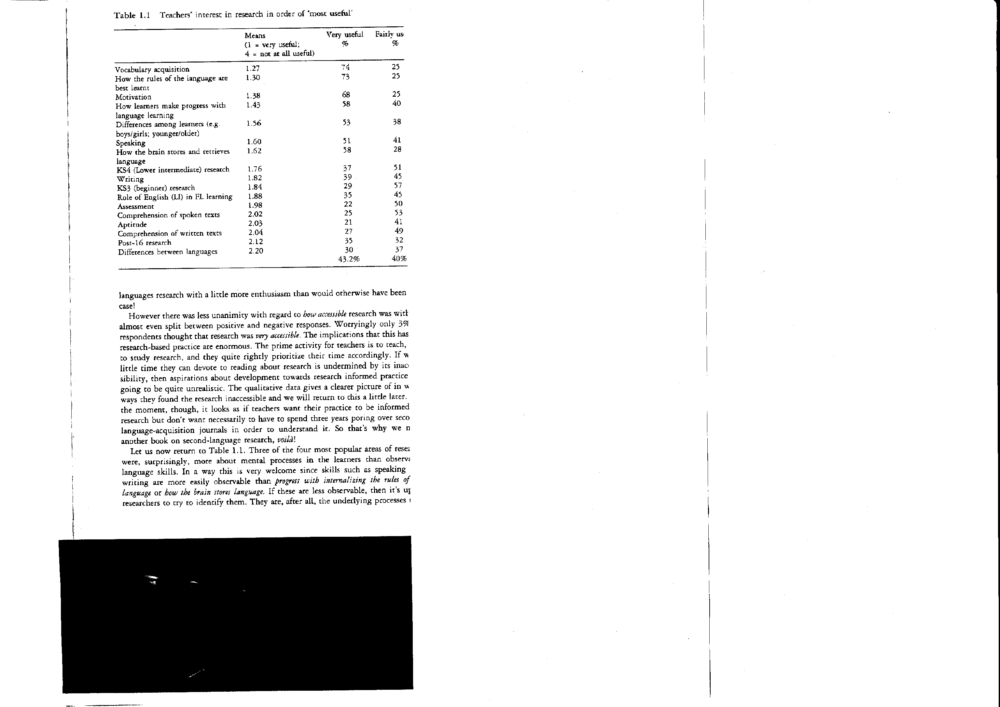 Table 1.1 Teachers' interest in research in order of 'most useful'
Means Very useful Fairly us
(1 = very useful; % %
4 = not at all useful)
Vocabulary acquisition 1.27 74 25
How the rules of the language are 1.30 73 25
best learnt
Motivation 1.38 68 25
How learners make progress with 1.43 58 40
language learning
Differences among learners (e.g. 1.56 53 38
boys/girls; younger/older)
Speaking 1.60 51 41
How the brain stores and retrieves 1.62 58 28
language
KS4 (Lower intermediate) research 1.76 37 51
Writing 1.82 39 45
KS3 (beginner) research 1.84 29 57
Role of English (LI) in FL learning 1.88 35 45
Assessment 1.98 22 50
Comprehension of spoken texts 2.02 25 53
Aptitude 2.03 21 41
Comprehension of written texts 2.04 27 49
Post-16 research 2.12 35 32
Differences between languages 2.20 30 37
43.2% 40%
languages research with a little more enthusiasm than would otherwise have been
case!
However there was less unanimity with regard to how accessible research was with
almost even split between positive and negative responses. Worryingly only 3%
respondents thought that research was very accessible. The implications that this has
research-based practice are enormous. The prime activity for teachers is to teach,
to study research, and they quite rightly prioritize their time accordingly. If
little time they can devote to reading about research is undermined by its inac
sibility, then aspirations about development towards research informed practice
going to be quite unrealistic. The qualitative data gives a clearer picture of in w
ways they found the research inaccessible and we will return to this a little later.
the moment, though, it looks as if teachers want their practice to be informed
research but don't want necessarily to have to spend three years poring over seco
language-acquisition journals in order to understand it. So that's why we n
another book on second-language research, voilà!
Let us now return to Table 1.1. Three of the four most popular areas of resea
were, surprisingly, more about mental processes in the learners than observa
language skills. In a way this is very welcome since skills such as speaking
writing are more easily observable than progress with internalizing the rules of
language or how the brain stores language. If these are less observable, then it's up
researchers to try to identify them. They are, after all, the underlying processes